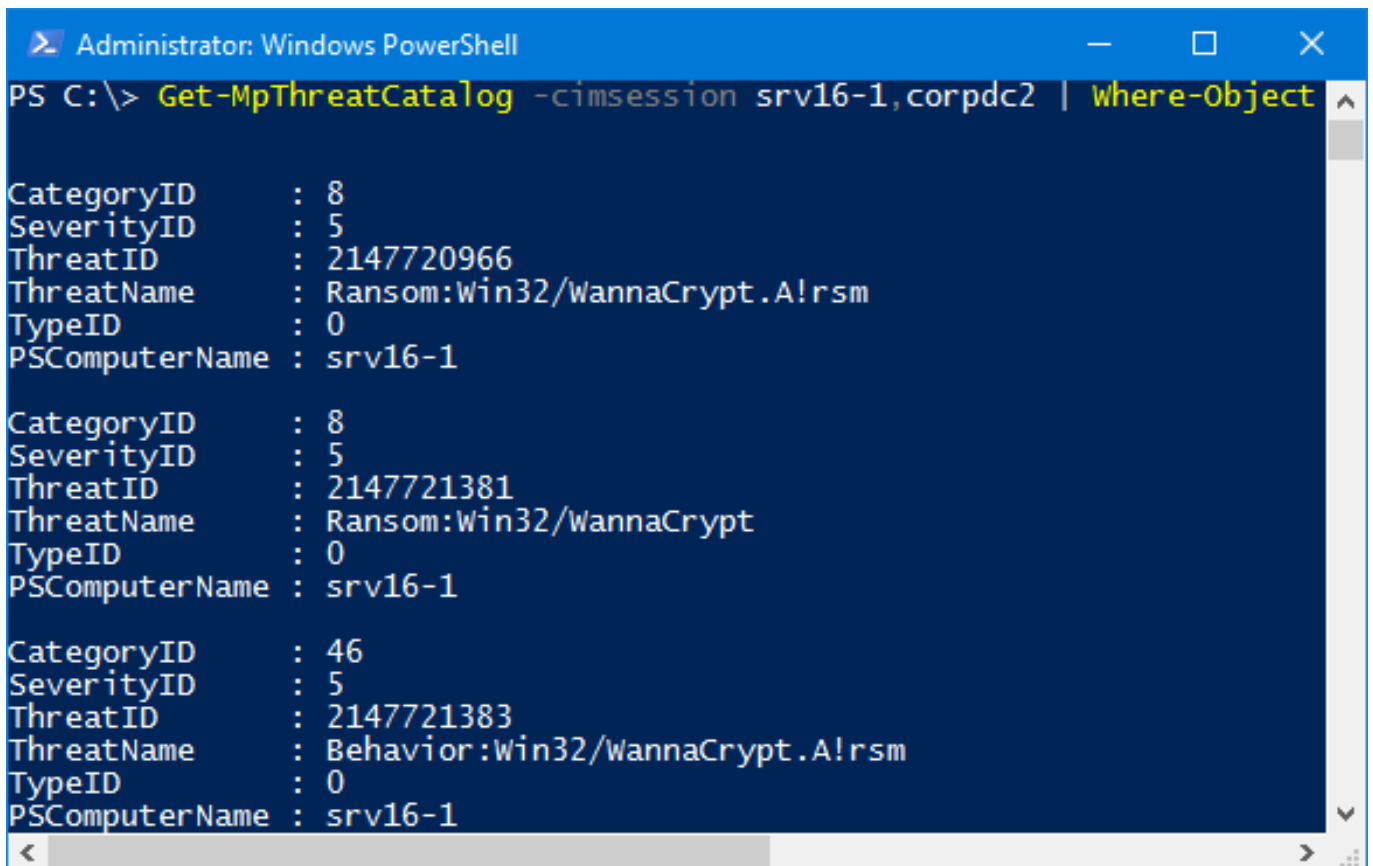 Administrator: Windows PowerShell
PS C:\> Get-MpThreatCatalog -cimsession srv16-1,corpdc2 | Where-Object
CategoryID     : 8
SeverityID     : 5
ThreatID       : 2147720966
ThreatName     : Ransom:Win32/WannaCrypt.A!rsm
TypeID         : 0
PSComputerName : srv16-1
CategoryID     : 8
SeverityID     : 5
ThreatID       : 2147721381
ThreatName     : Ransom:Win32/WannaCrypt
TypeID         : 0
PSComputerName : srv16-1
CategoryID     : 46
SeverityID     : 5
ThreatID       : 2147721383
ThreatName     : Behavior:Win32/WannaCrypt.A!rsm
TypeID         : 0
PSComputerName : srv16-1